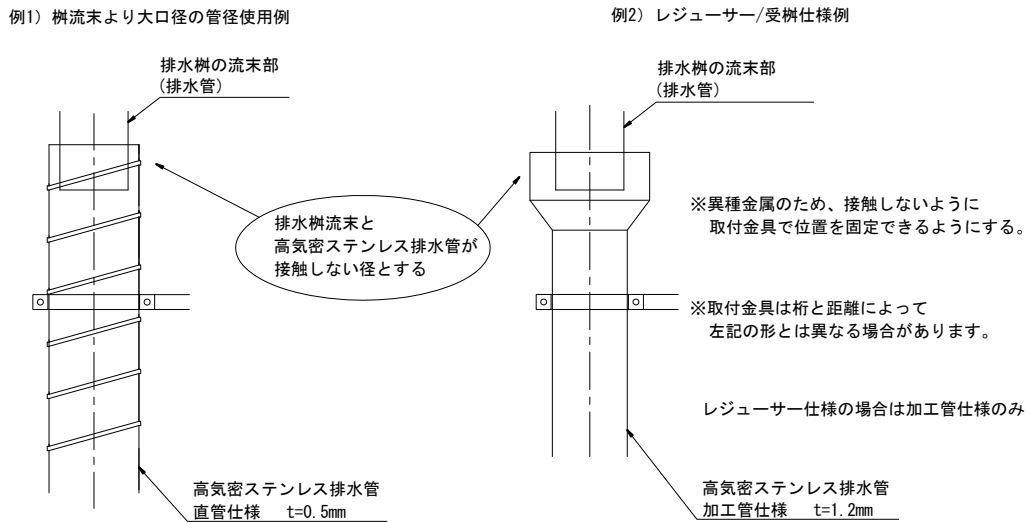 例1) 桝流末より大口径の管径使用例
排水桝の流末部
(排水管)
排水桝流末と
高気密ステンレス排水管が
接触しない径とする
高気密ステンレス排水管
直管仕様 t=0.5mm
例2) レジューサー/受桝仕様例
排水桝の流末部
(排水管)
※異種金属のため、接触しないように
取付金具で位置を固定できるようにする。
※取付金具は桁と距離によって
左記の形とは異なる場合があります。
レジューサー仕様の場合は加工管仕様のみ
高気密ステンレス排水管
加工管仕様 t=1.2mm